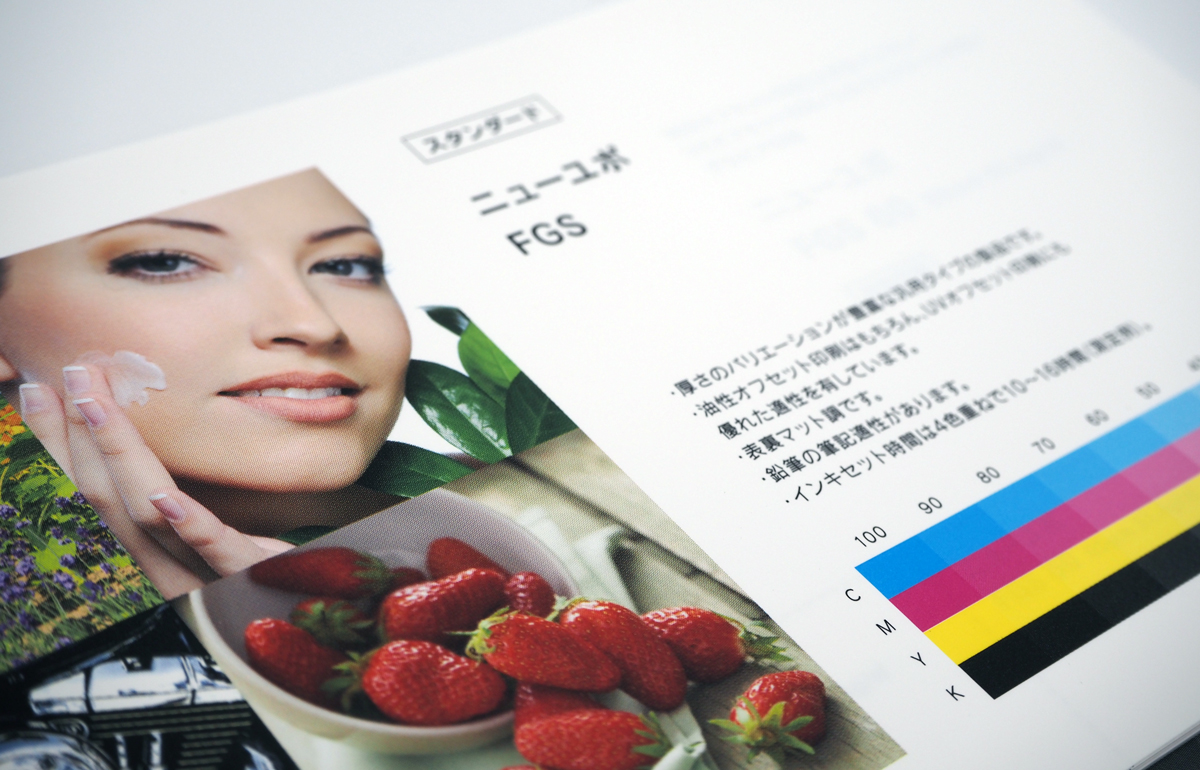 スタンダード
ニューユポ
FGS
・厚さのバリエーションが豊富な汎用タイプの製品です。
・油性オフセット印刷はもちろん、UVオフセット印刷にも
優れた適性を有しています。
・表裏マット調です。
・鉛筆の筆記適性があります。
・インキセット時間は4色重ねで10〜16時間(測定例)。
100 90 80 70 60 50
C
M
Y
K